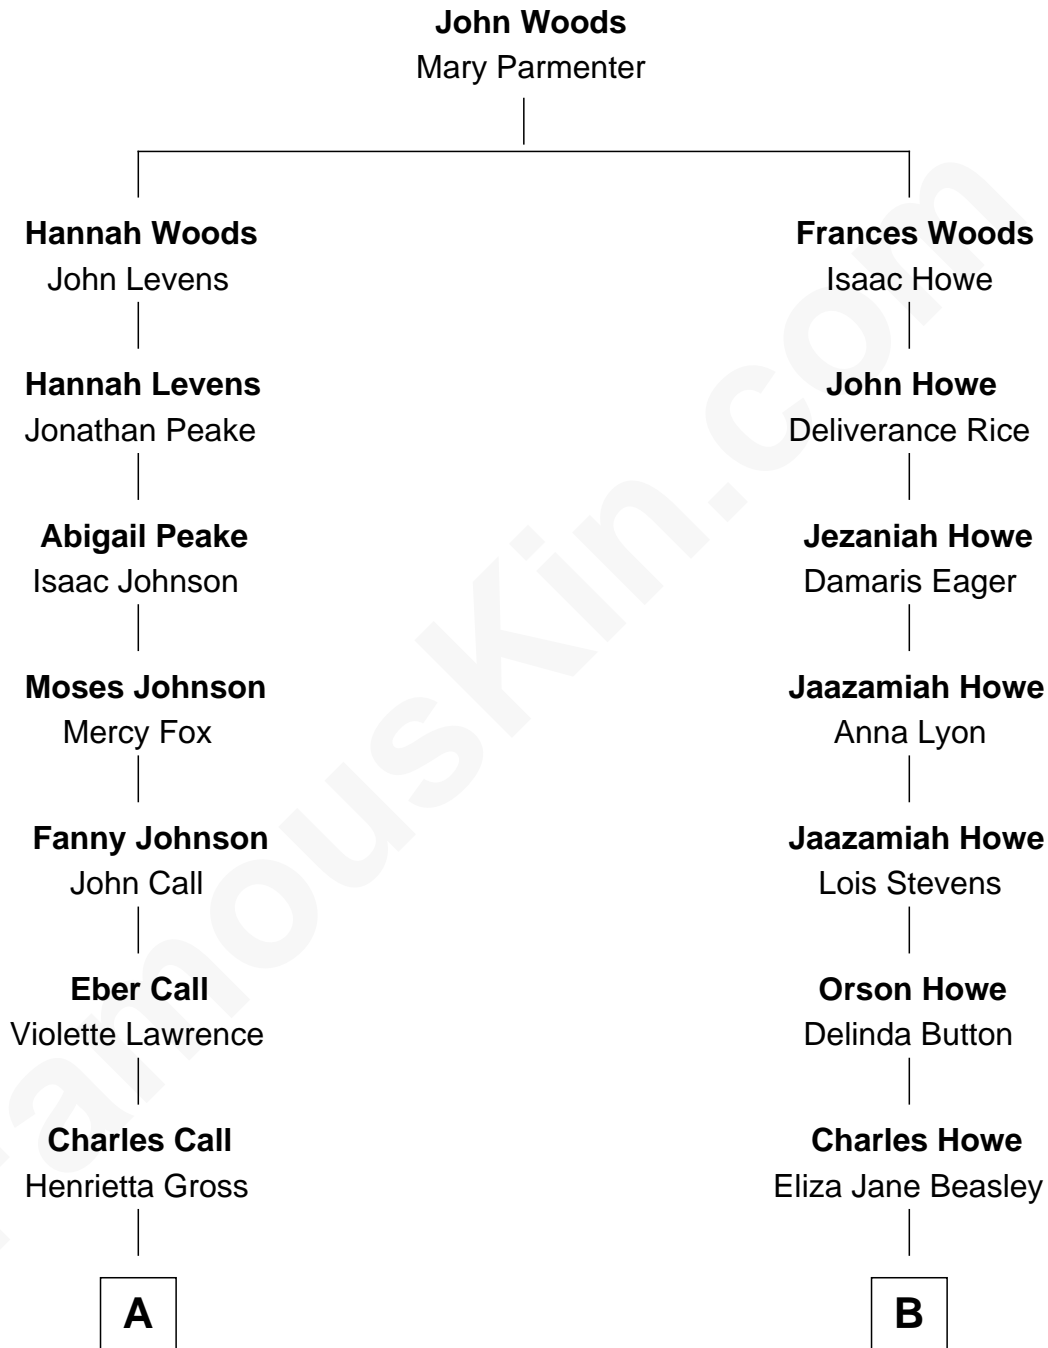 John Woods
Mary Parmenter
Hannah Woods
John Levens
Frances Woods
Isaac Howe
Hannah Levens
Jonathan Peake
John Howe
Deliverance Rice
Abigail Peake
Isaac Johnson
Jezaniah Howe
Damaris Eager
Moses Johnson
Mercy Fox
Jaazamiah Howe
Anna Lyon
Fanny Johnson
John Call
Jaazamiah Howe
Lois Stevens
Eber Call
Violette Lawrence
Orson Howe
Delinda Button
Charles Call
Henrietta Gross
Charles Howe
Eliza Jane Beasley
A
B
FamousKin.com